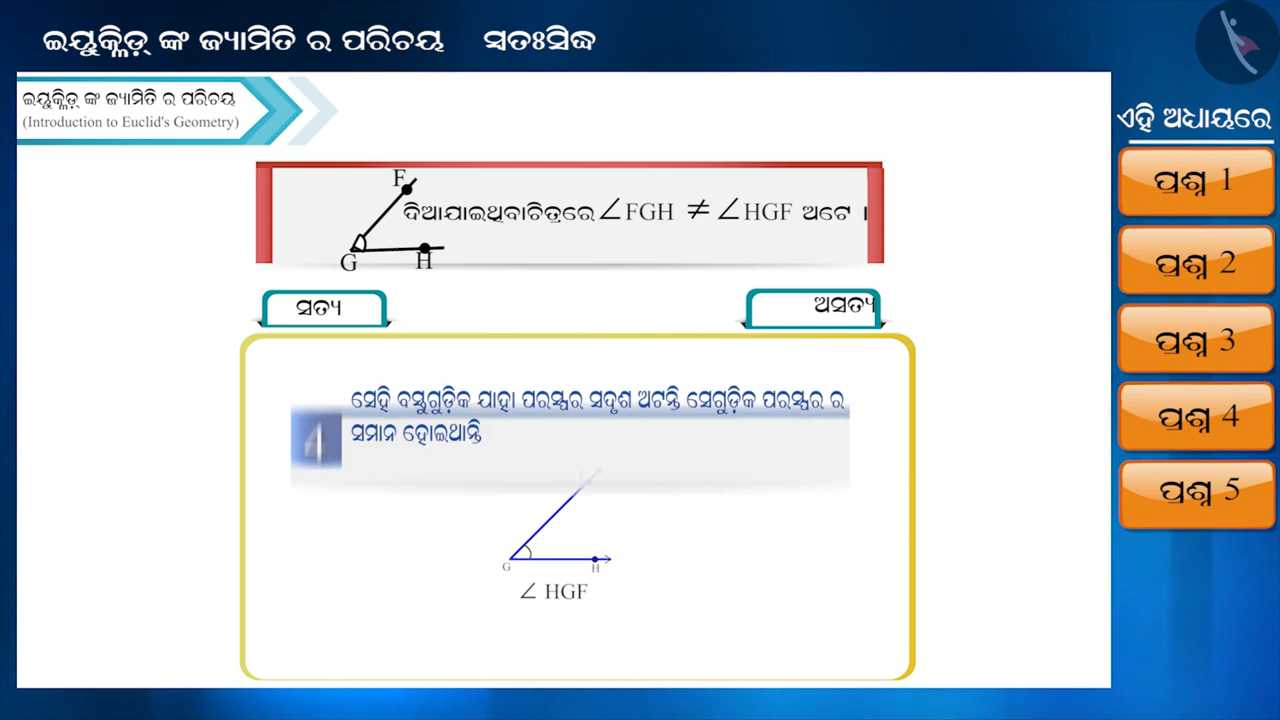 ଇୟୁକ୍ଲିଡ଼୍ ଙ୍କ ଜ୍ୟାମିତି ର ପରିଚୟ ସ୍ୱତଃସିଦ୍ଧ
ଇୟୁକ୍ଲିଡ଼୍ ଙ୍କ ଜ୍ୟାମିତି ର ପରିଚୟ
(Introduction to Euclid's Geometry)
F
ଦିଆଯାଇଥିବାଚିତ୍ରରେ ∠FGH ≠ ∠HGF ଅଟେ ।
G H
ସତ୍ୟ
ଅସତ୍ୟ
ସେହି ବସ୍ତୁଗୁଡ଼ିକ ଯାହା ପରସ୍ପର ସଦୃଶ ଅଟନ୍ତି ସେଗୁଡ଼ିକ ପରସ୍ପର ର
4 ସମାନ ହୋଇଥାନ୍ତି
G H
∠ HGF
ଏହି ଅଧ୍ୟାୟରେ
ପ୍ରଶ୍ନ 1
ପ୍ରଶ୍ନ 2
ପ୍ରଶ୍ନ 3
ପ୍ରଶ୍ନ 4
ପ୍ରଶ୍ନ 5